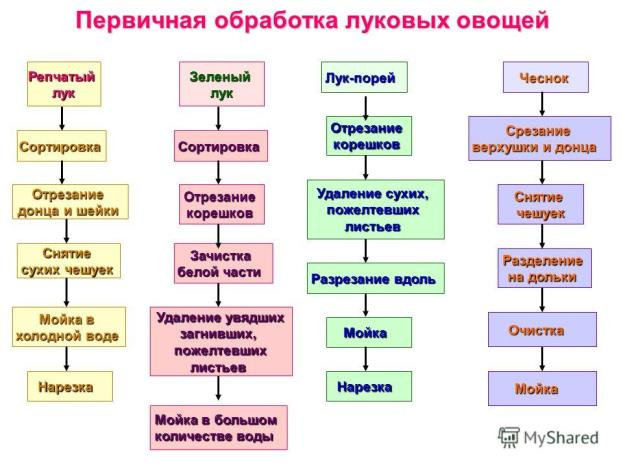 Первичная обработка луковых овощей
Репчатый
лук
Сортировка
Отрезание
донца и шейки
Снятие
сухих чешуек
Мойка в
холодной воде
Нарезка
Зеленый
лук
Сортировка
Отрезание
корешков
Зачистка
белой части
Удаление увядших
загнивших,
пожелтевших
листьев
Мойка в большом
количестве воды
Лук-порей
Отрезание
корешков
Удаление сухих,
пожелтевших
листьев
Разрезание вдоль
Мойка
Нарезка
Чеснок
Срезание
верхушки и донца
Снятие
чешуек
Разделение
на дольки
Очистка
Мойка
MyShared